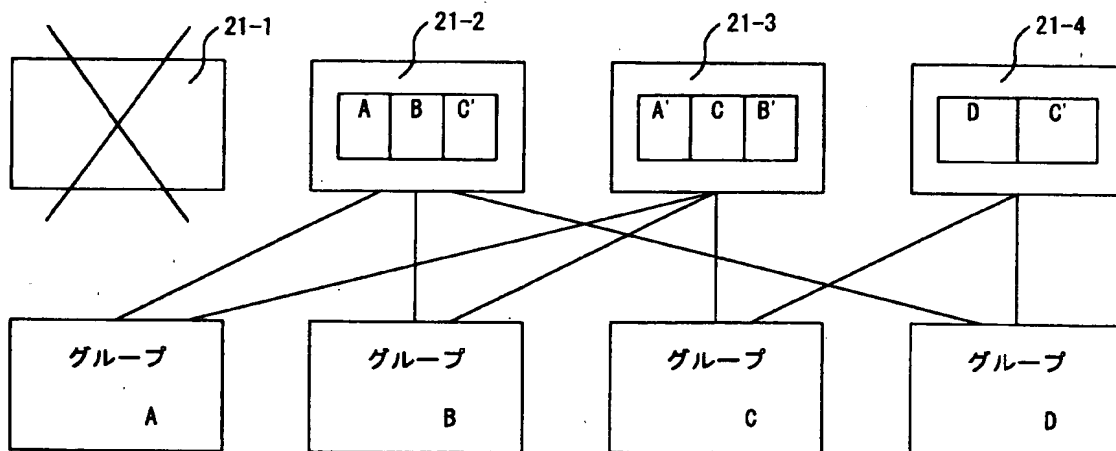 21-1
21-2
21-3
21-4
A B C'
A' C B'
D C'
グループ
A
グループ
B
グループ
C
グループ
D